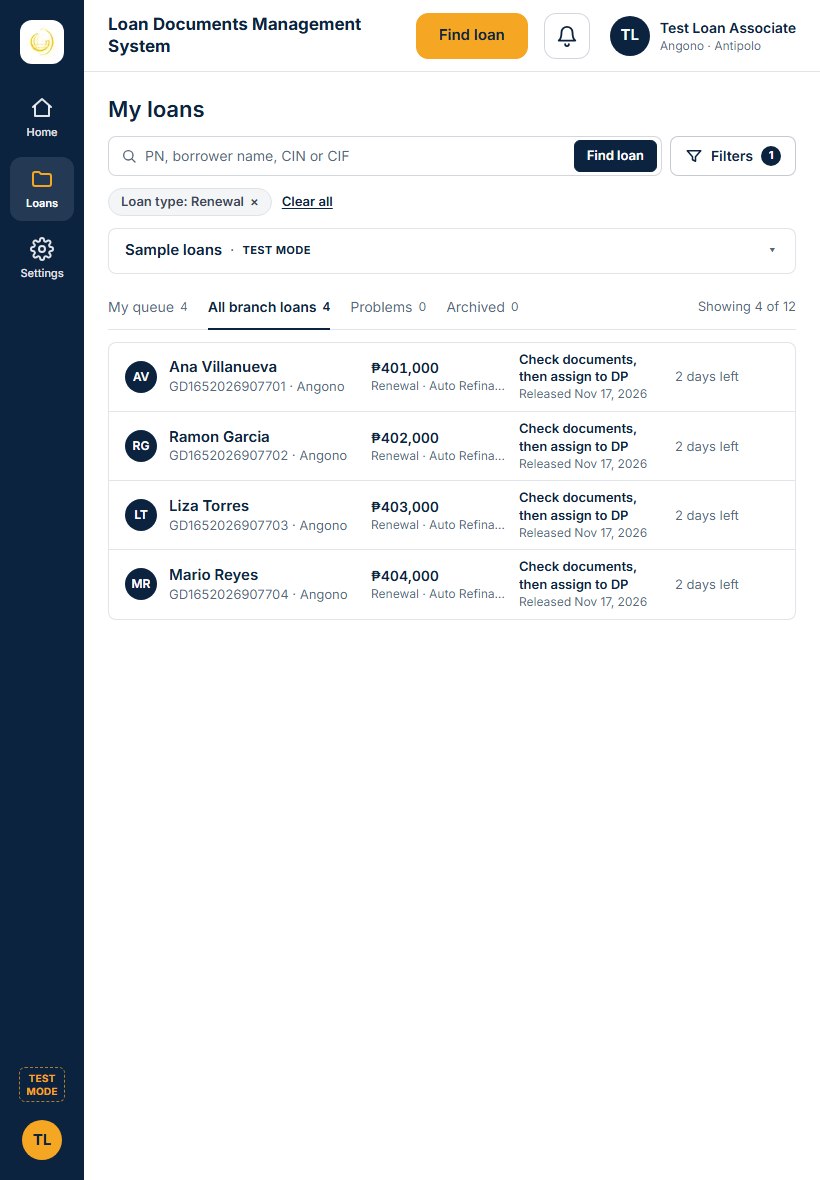 Loan Documents Management
System
Find loan
TL
Test Loan Associate
Angono · Antipolo
Home
Loans
Settings
TEST
MODE
TL
My loans
PN, borrower name, CIN or CIF
Find loan
Filters 1
Loan type: Renewal ×
Clear all
Sample loans · TEST MODE
My queue 4
All branch loans 4
Problems 0
Archived 0
Showing 4 of 12
AV
Ana Villanueva
GD1652026907701 · Angono
₱401,000
Renewal · Auto Refina...
Check documents,
then assign to DP
Released Nov 17, 2026
2 days left
RG
Ramon Garcia
GD1652026907702 · Angono
₱402,000
Renewal · Auto Refina...
Check documents,
then assign to DP
Released Nov 17, 2026
2 days left
LT
Liza Torres
GD1652026907703 · Angono
₱403,000
Renewal · Auto Refina...
Check documents,
then assign to DP
Released Nov 17, 2026
2 days left
MR
Mario Reyes
GD1652026907704 · Angono
₱404,000
Renewal · Auto Refina...
Check documents,
then assign to DP
Released Nov 17, 2026
2 days left